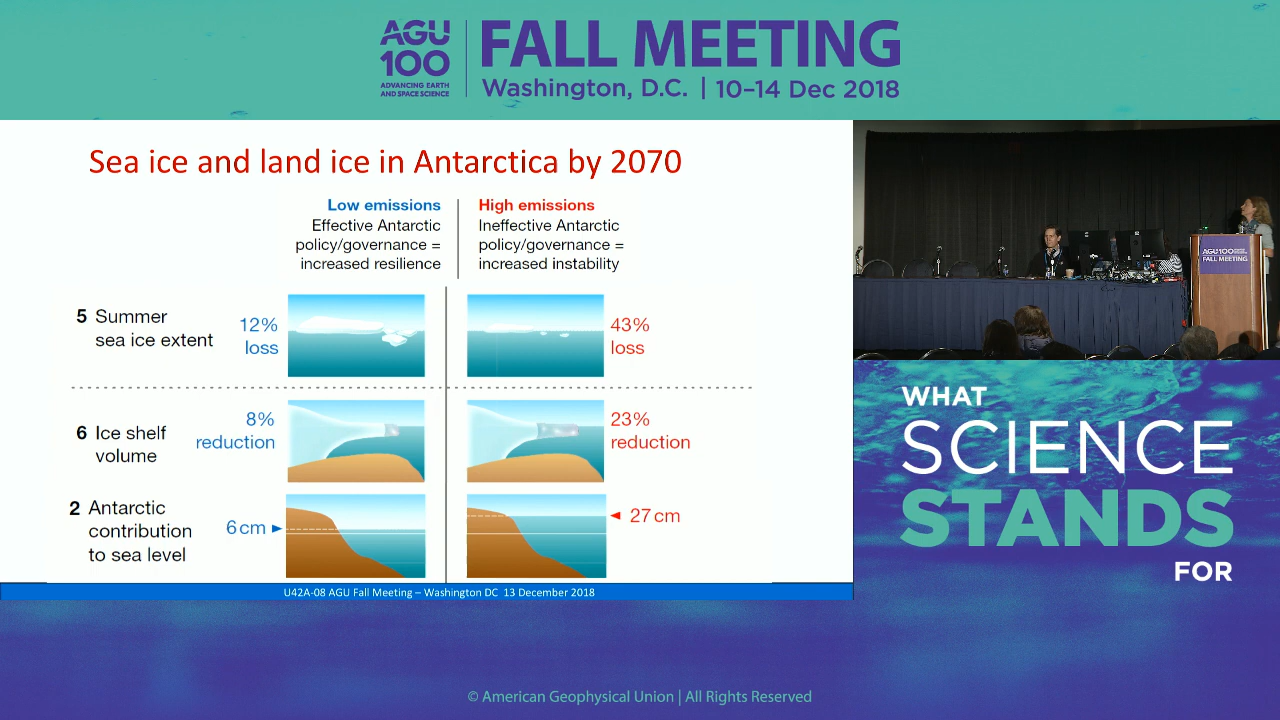 AGU
100
ADVANCING EARTH
AND SPACE SCIENCE
FALL MEETING
Washington, D.C. | 10–14 Dec 2018
Sea ice and land ice in Antarctica by 2070
Low emissions
Effective Antarctic
policy/governance =
increased resilience
High emissions
Ineffective Antarctic
policy/governance =
increased instability
5 Summer
sea ice extent
12%
loss
43%
loss
6 Ice shelf
volume
8%
reduction
23%
reduction
2 Antarctic
contribution
to sea level
6 cm
27 cm
U42A-08 AGU Fall Meeting – Washington DC 13 December 2018
AGU100
FALL MEETING
WHAT
SCIENCE
STANDS
FOR
© American Geophysical Union | All Rights Reserved